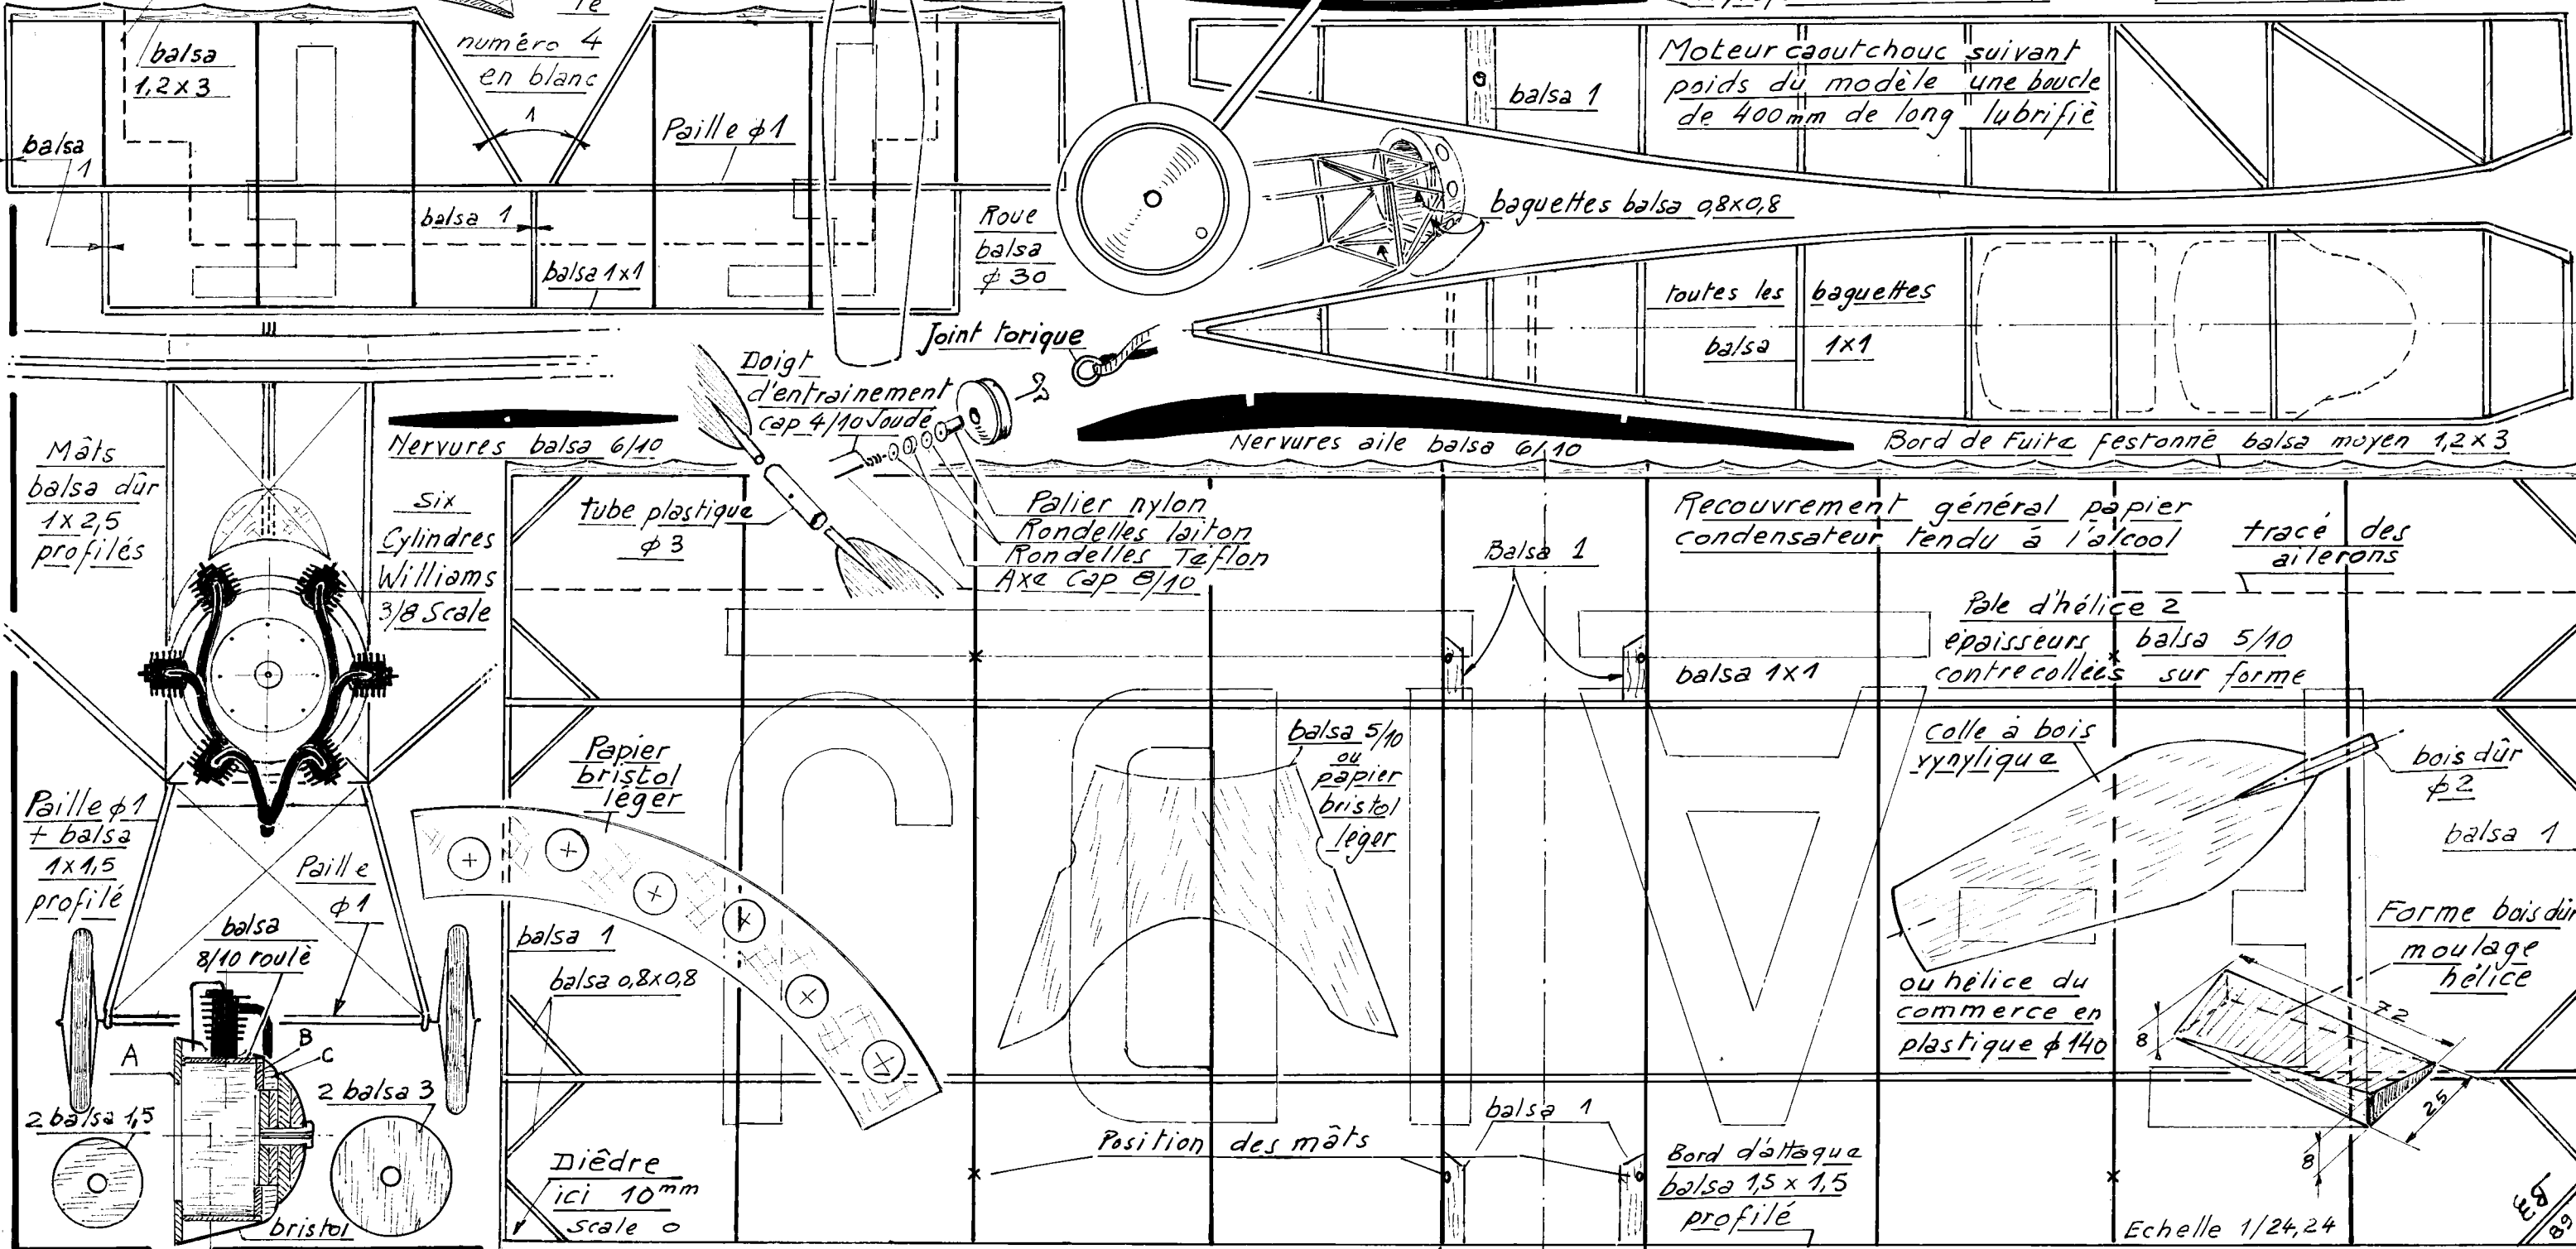 balsa
1,2x3
numéro 4
en blanc
1
Paille ϕ1
balsa
1
balsa 1
balsa 1x1
Roue
balsa
ϕ 30
balsa 1
Moteur caoutchouc suivant
poids du modèle une boucle
de 400mm de long lubrifié
baguettes balsa 0,8x0,8
toutes les baguettes
balsa 1x1
Joint torique
Doigt
d'entrainement
cap 4/10 soudé
Nervures balsa 6/10
Nervures aile balsa 6/10
Bord de Fuite festonné balsa moyen 1,2x3
Mâts
balsa dûr
1x2,5
profilés
Six
Cylindres
Williams
3/8 Scale
tube plastique
ϕ 3
Palier nylon
Rondelles laiton
Rondelles Téflon
Axe Cap 8/10
Balsa 1
Recouvrement général papier
condensateur tendu à l'alcool
tracé des
ailerons
Pale d'hélice 2
épaisseurs balsa 5/10
contrecollées sur forme
balsa 1x1
Papier
bristol
léger
balsa 5/10
ou
papier
bristol
léger
Colle à bois
vynylique
bois dûr
ϕ2
balsa 1
Paille ϕ1
+ balsa
1x1,5
profilé
Paille
ϕ1
balsa
8/10 roulé
A
B
C
2 balsa 1,5
2 balsa 3
bristol
balsa 1
balsa 0,8x0,8
ou hélice du
commerce en
plastique ϕ 140
Forme bois dûr
moulage
hélice
72
8
25
8
balsa 1
Position des mâts
Dièdre
ici 10mm
scale 0
Bord d'attaque
balsa 1,5 x 1,5
profilé
Echelle 1/24,24
89